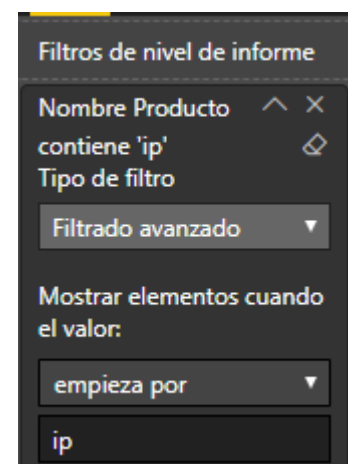 Filtros de nivel de informe
Nombre Producto
contiene 'ip'
Tipo de filtro
Filtrado avanzado
Mostrar elementos cuando
el valor:
empieza por
ip